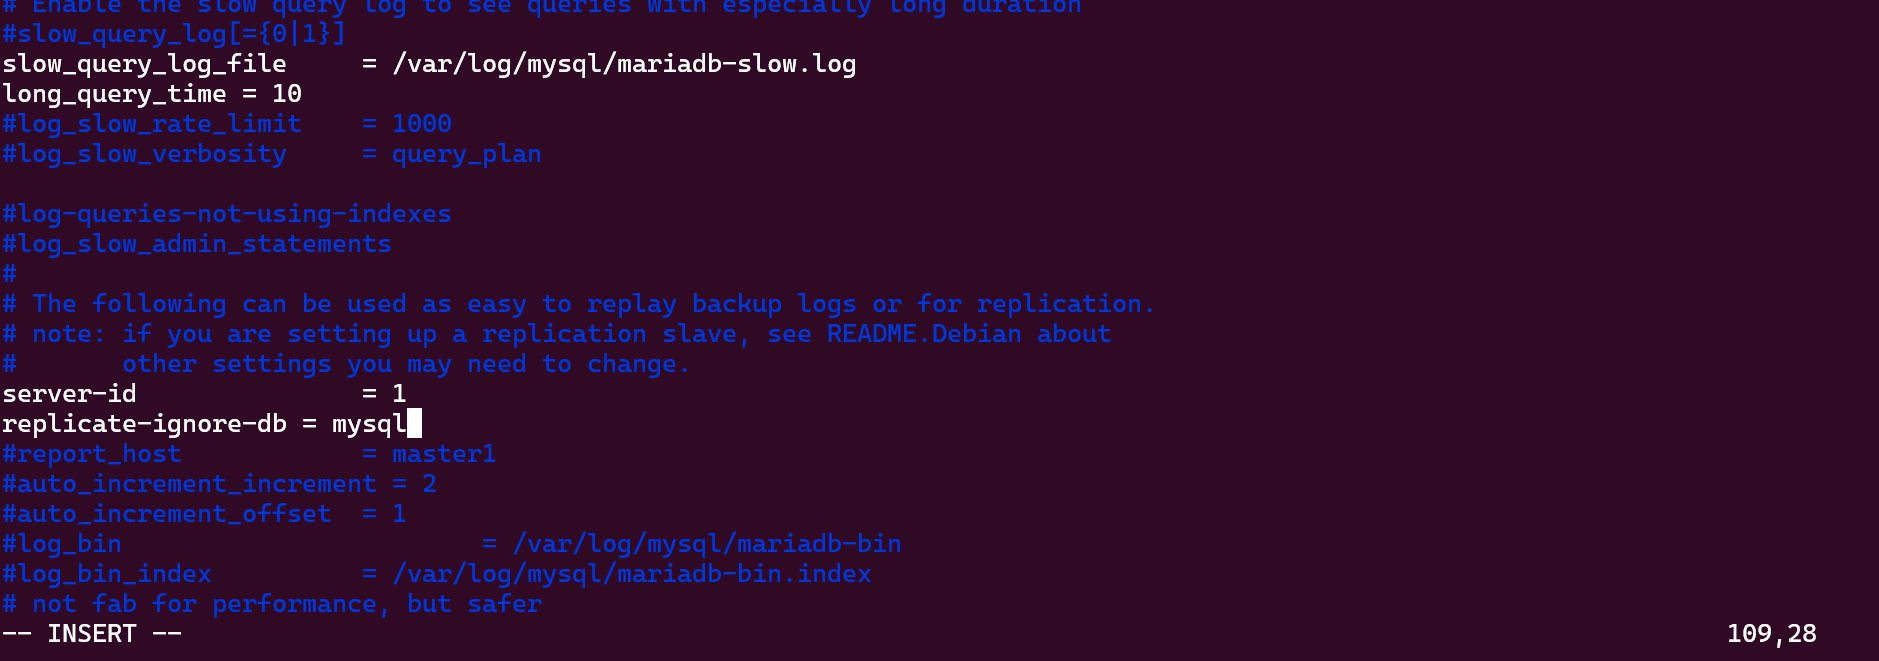 # Enable the slow query log to see queries with especially long duration
#slow_query_log[={0|1}]
slow_query_log_file     = /var/log/mysql/mariadb-slow.log
long_query_time = 10
#log_slow_rate_limit    = 1000
#log_slow_verbosity     = query_plan

#log-queries-not-using-indexes
#log_slow_admin_statements
#
# The following can be used as easy to replay backup logs or for replication.
# note: if you are setting up a replication slave, see README.Debian about
#       other settings you may need to change.
server-id               = 1
replicate-ignore-db = mysql
#report_host            = master1
#auto_increment_increment = 2
#auto_increment_offset  = 1
#log_bin                        = /var/log/mysql/mariadb-bin
#log_bin_index          = /var/log/mysql/mariadb-bin.index
# not fab for performance, but safer
-- INSERT --                                                                                                       109,28